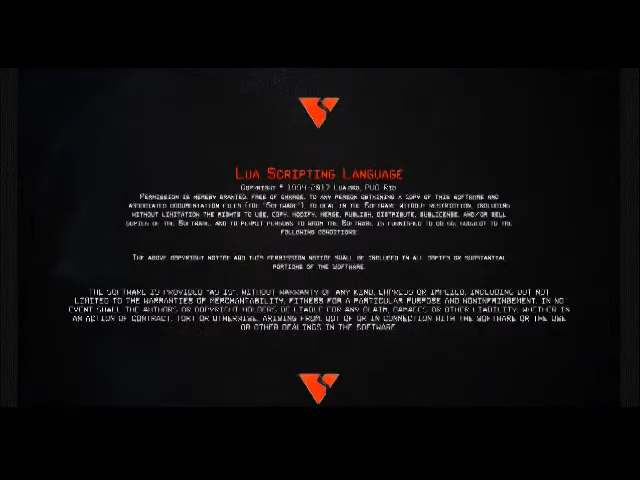 Lua Scripting Language
Copyright © 1994-2017 Lua.org, PUC-Rio
Permission is hereby granted, free of charge, to any person obtaining a copy of this software and
associated documentation files (the "Software"), to deal in the Software without restriction, including
without limitation the rights to use, copy, modify, merge, publish, distribute, sublicense, and/or sell
copies of the Software, and to permit persons to whom the Software is furnished to do so, subject to the
following conditions:
The above copyright notice and this permission notice shall be included in all copies or substantial
portions of the Software.
THE SOFTWARE IS PROVIDED "AS IS", WITHOUT WARRANTY OF ANY KIND, EXPRESS OR IMPLIED, INCLUDING BUT NOT
LIMITED TO THE WARRANTIES OF MERCHANTABILITY, FITNESS FOR A PARTICULAR PURPOSE AND NONINFRINGEMENT. IN NO
EVENT SHALL THE AUTHORS OR COPYRIGHT HOLDERS BE LIABLE FOR ANY CLAIM, DAMAGES OR OTHER LIABILITY, WHETHER IN
AN ACTION OF CONTRACT, TORT OR OTHERWISE, ARISING FROM, OUT OF OR IN CONNECTION WITH THE SOFTWARE OR THE USE
OR OTHER DEALINGS IN THE SOFTWARE